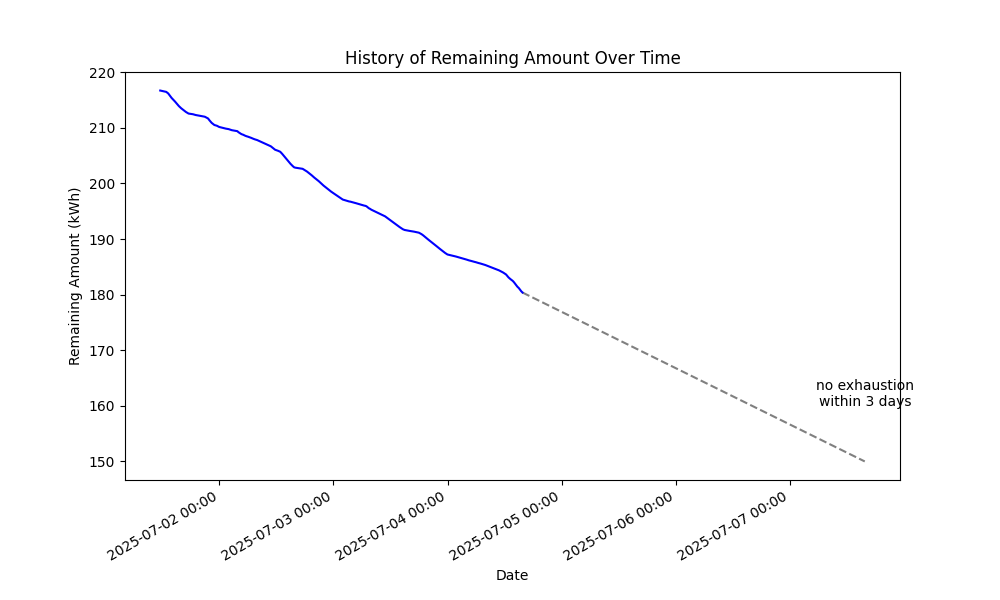 History of Remaining Amount Over Time
220
210
200
190
180
170
160
150
Remaining Amount (kWh)
no exhaustion
within 3 days
2025-07-02 00:00
2025-07-03 00:00
2025-07-04 00:00
2025-07-05 00:00
2025-07-06 00:00
2025-07-07 00:00
Date